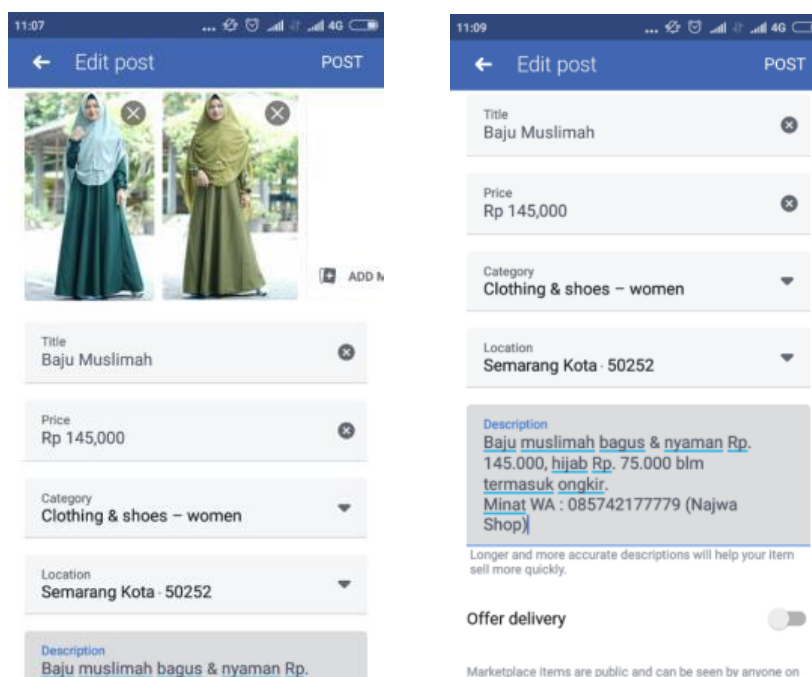 11:07 ... 4G
Edit post POST
ADD M
Title
Baju Muslimah
Price
Rp 145,000
Category
Clothing & shoes – women
Location
Semarang Kota · 50252
Description
Baju muslimah bagus & nyaman Rp.
11:09 ... 4G
Edit post POST
Title
Baju Muslimah
Price
Rp 145,000
Category
Clothing & shoes – women
Location
Semarang Kota · 50252
Description
Baju muslimah bagus & nyaman Rp.
145.000, hijab Rp. 75.000 blm
termasuk ongkir.
Minat WA : 085742177779 (Najwa
Shop)
Longer and more accurate descriptions will help your item
sell more quickly.
Offer delivery
Marketplace items are public and can be seen by anyone on